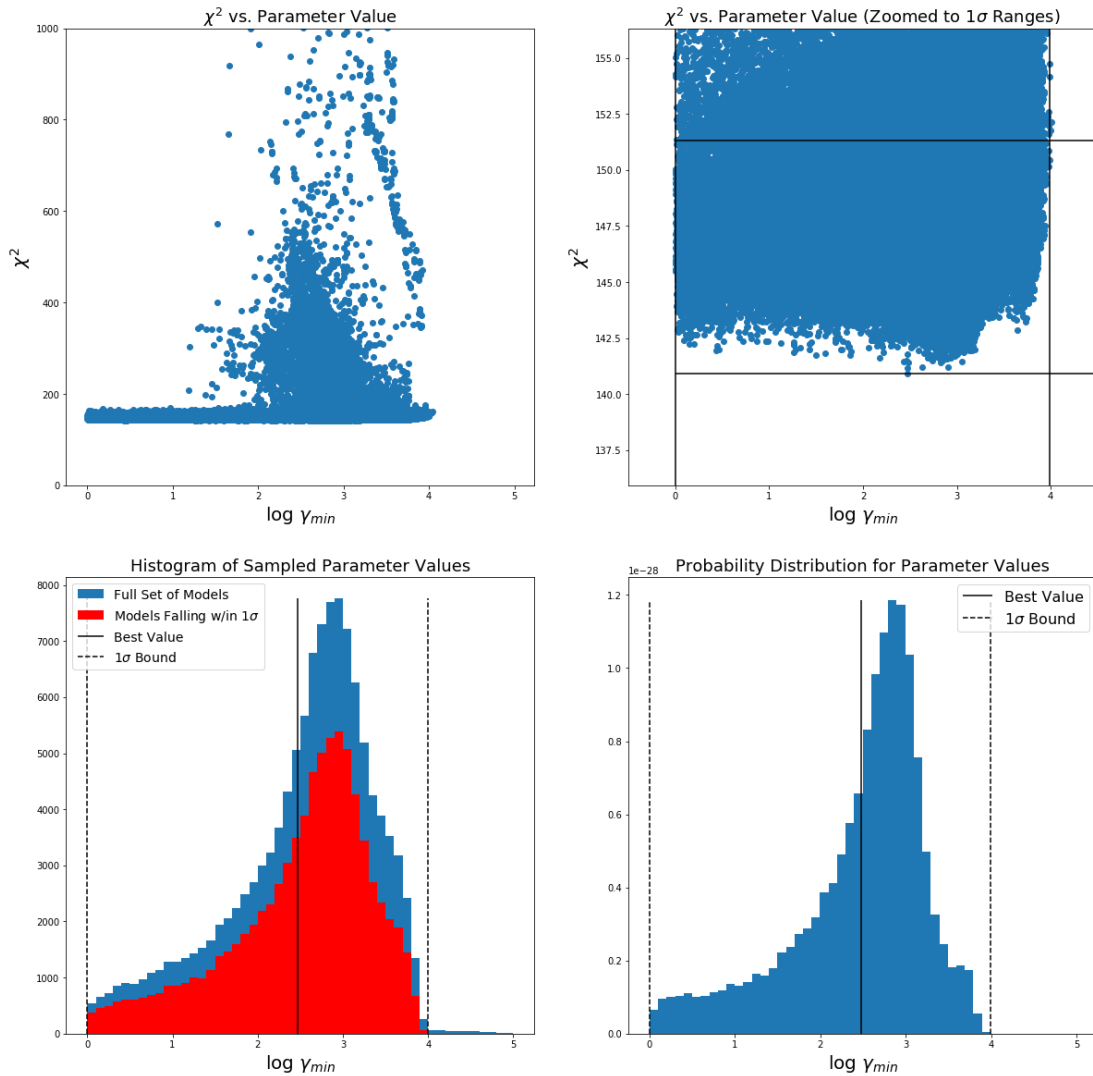 χ² vs. Parameter Value
1000
800
600
400
200
0
χ²
0 1 2 3 4 5
log γmin
χ² vs. Parameter Value (Zoomed to 1σ Ranges)
155.0
152.5
150.0
147.5
145.0
142.5
140.0
137.5
χ²
0 1 2 3 4
log γmin
Histogram of Sampled Parameter Values
Full Set of Models
Models Falling w/in 1σ
Best Value
1σ Bound
8000
7000
6000
5000
4000
3000
2000
1000
0
0 1 2 3 4 5
log γmin
Probability Distribution for Parameter Values
1e−28
Best Value
1σ Bound
1.2
1.0
0.8
0.6
0.4
0.2
0.0
0 1 2 3 4 5
log γmin